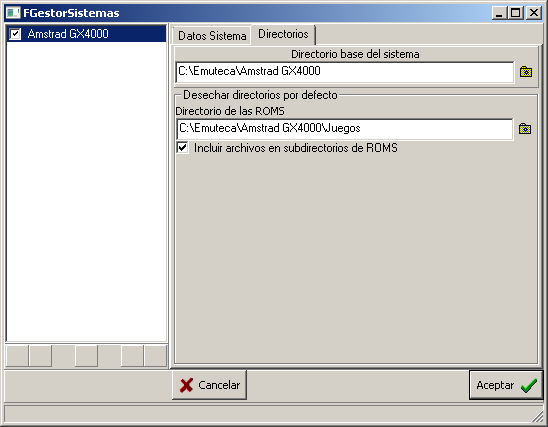 FGestorSistemas
Amstrad GX4000
Datos Sistema
Directorios
Directorio base del sistema
C:\Emuteca\Amstrad GX4000
Desechar directorios por defecto
Directorio de las ROMS
C:\Emuteca\Amstrad GX4000\Juegos
Incluir archivos en subdirectorios de ROMS
Cancelar
Aceptar